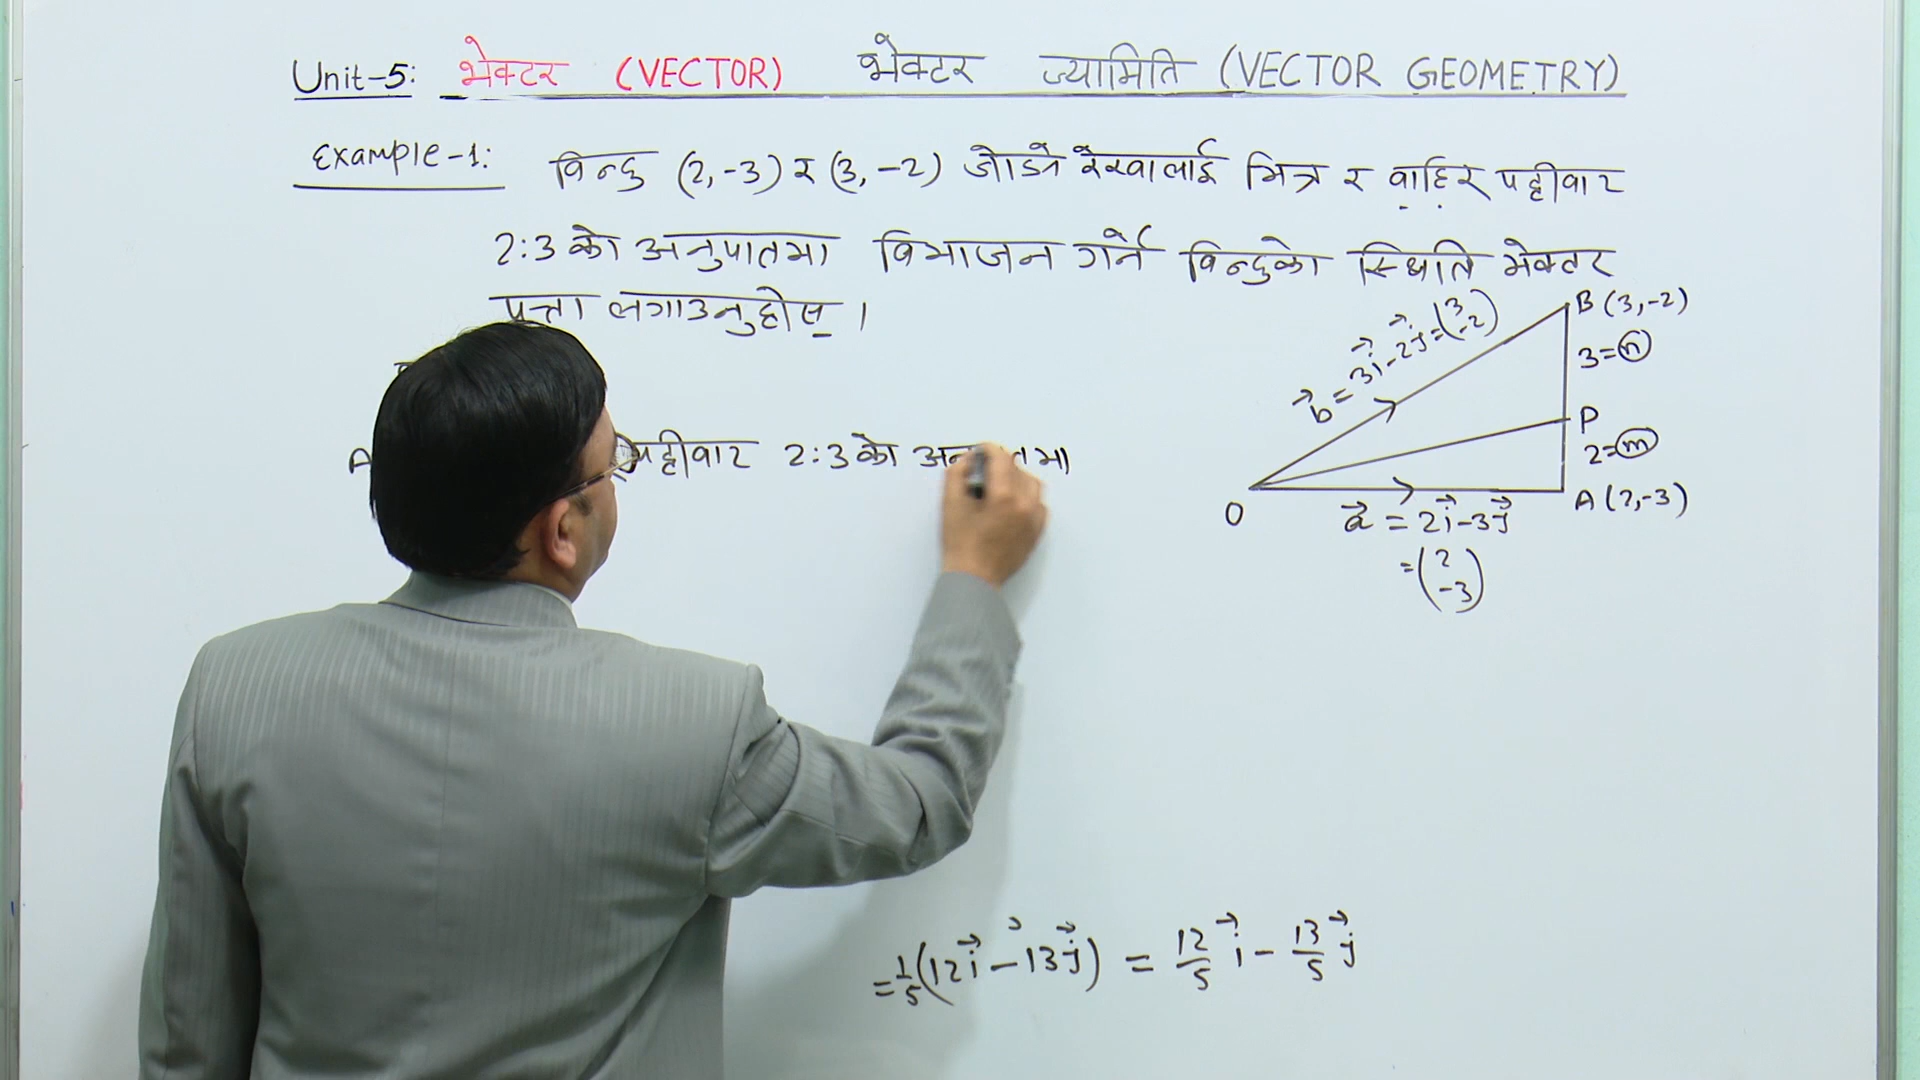 Unit-5: भेक्टर (VECTOR) भेक्टर ज्यामिति (VECTOR GEOMETRY)
Example-1: विन्दु (2,-3) र (3,-2) जोड्ने रेखालाई भित्र र वाहिर पट्टीवाट
2:3 को अनुपातमा विभाजन गर्ने विन्दुको स्थिति भेक्टर
पत्ता लगाउनुहोस् ।
B (3,-2)
b⃗ = 3i⃗ - 2j⃗ = (3 -2)
3=n
P
2=m
A (2,-3)
O
a⃗ = 2i⃗ - 3j⃗
= (2 -3)
A
पट्टीवाट 2:3 को
= 1/5 (12i⃗ - 13j⃗) = 12/5 i⃗ - 13/5 j⃗